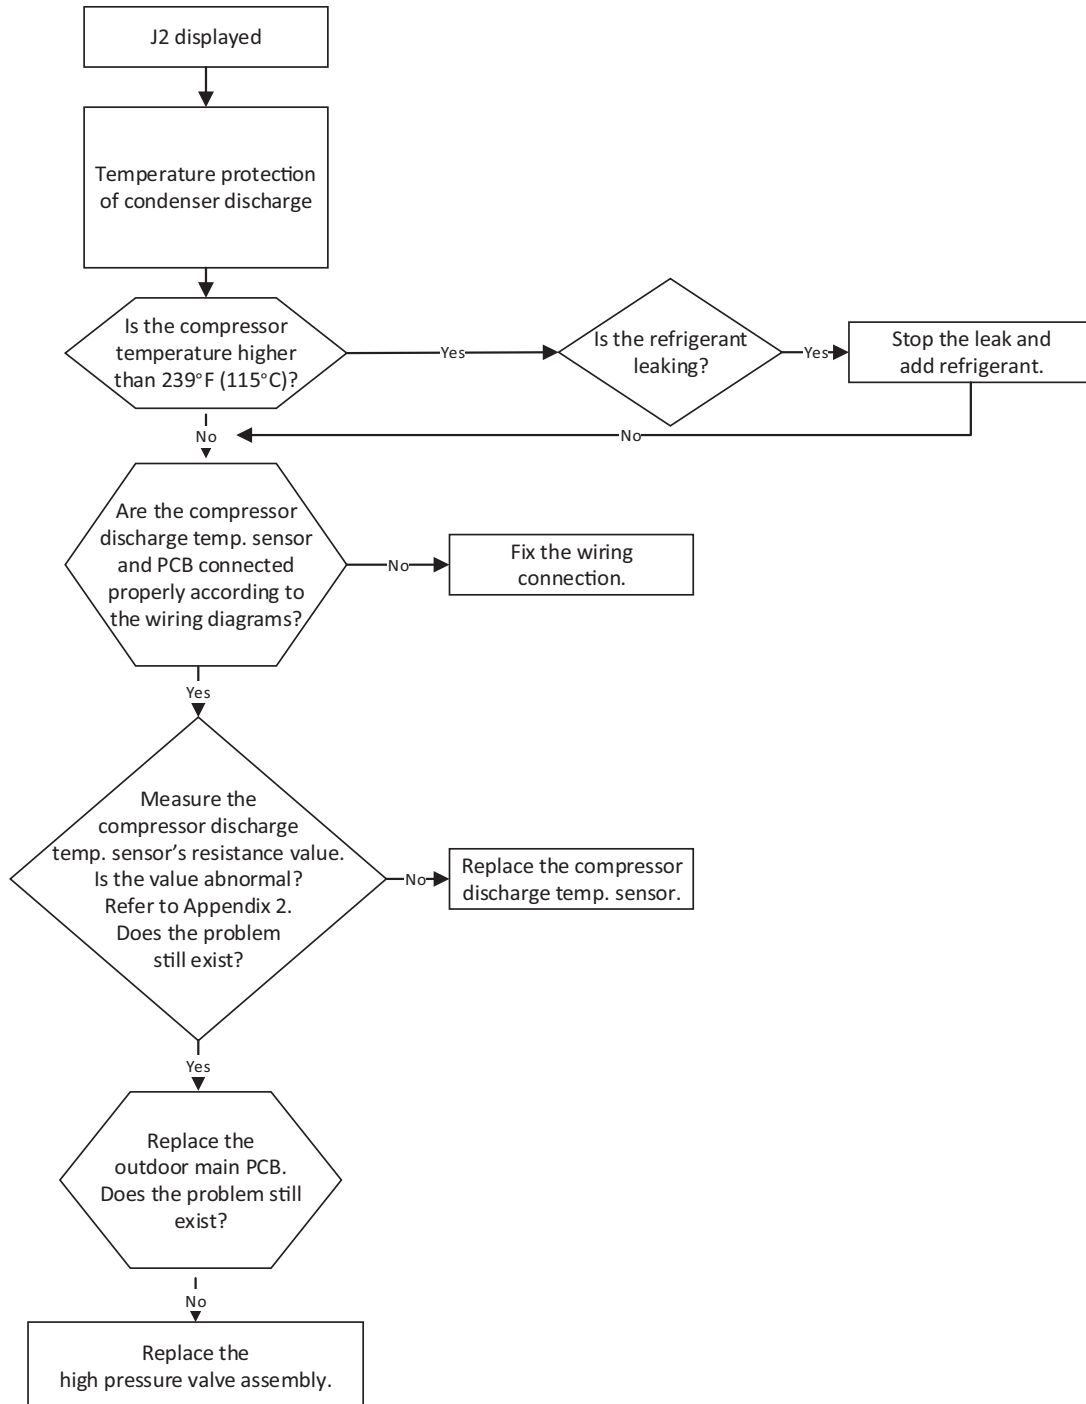 J2 displayed
Temperature protection
of condenser discharge
Is the compressor
temperature higher
than 239°F (115°C)?
Yes
Is the refrigerant
leaking?
Yes
Stop the leak and
add refrigerant.
No
No
Are the compressor
discharge temp. sensor
and PCB connected
properly according to
the wiring diagrams?
No
Fix the wiring
connection.
Yes
Measure the
compressor discharge
temp. sensor’s resistance value.
Is the value abnormal?
Refer to Appendix 2.
Does the problem
still exist?
No
Replace the compressor
discharge temp. sensor.
Yes
Replace the
outdoor main PCB.
Does the problem still
exist?
No
Replace the
high pressure valve assembly.